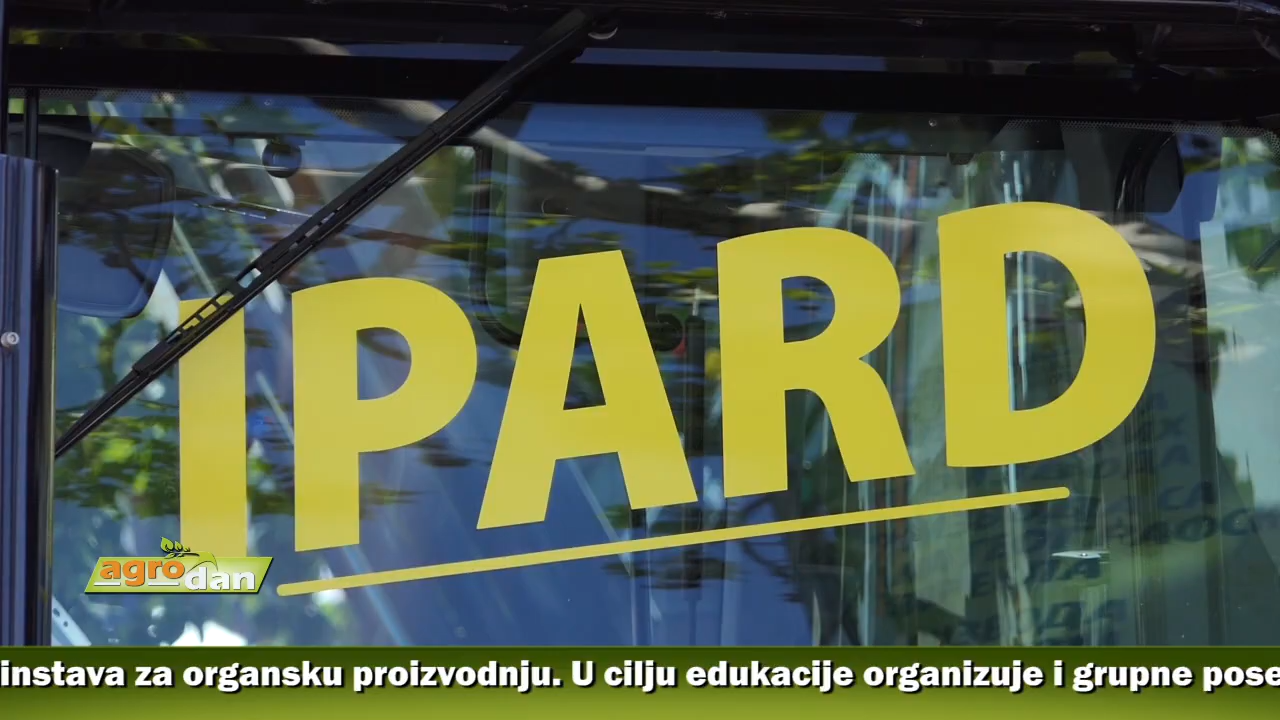 IPARD
agro
dan
instava za organsku proizvodnju. U cilju edukacije organizuje i grupne pose